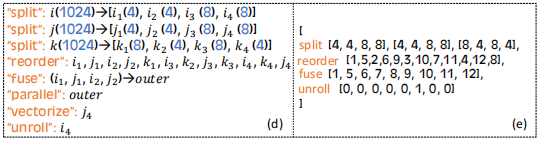 "split": i(1024)→[i₁(4), i₂ (4), i₃ (8), i₄ (8)]
"split": j(1024)→[j₁(4), j₂ (4), j₃ (8), j₄ (8)]
"split": k(1024)→[k₁(8), k₂ (4), k₃ (8), k₄ (4)]
"reorder": i₁, j₁, i₂, j₂, k₁, i₃, k₂, j₃, k₃, i₄, k₄, j₄
"fuse": (i₁, j₁, i₂, j₂)→outer
"parallel": outer
"vectorize": j₄
"unroll": i₄
(d)
[
split [4, 4, 8, 8], [4, 4, 8, 8], [8, 4, 8, 4],
reorder [1,5,2,6,9,3,10,7,11,4,12,8],
fuse [1, 5, 6, 7, 8, 9, 10, 11, 12],
unroll [0, 0, 0, 0, 0, 1, 0, 0]
]
(e)